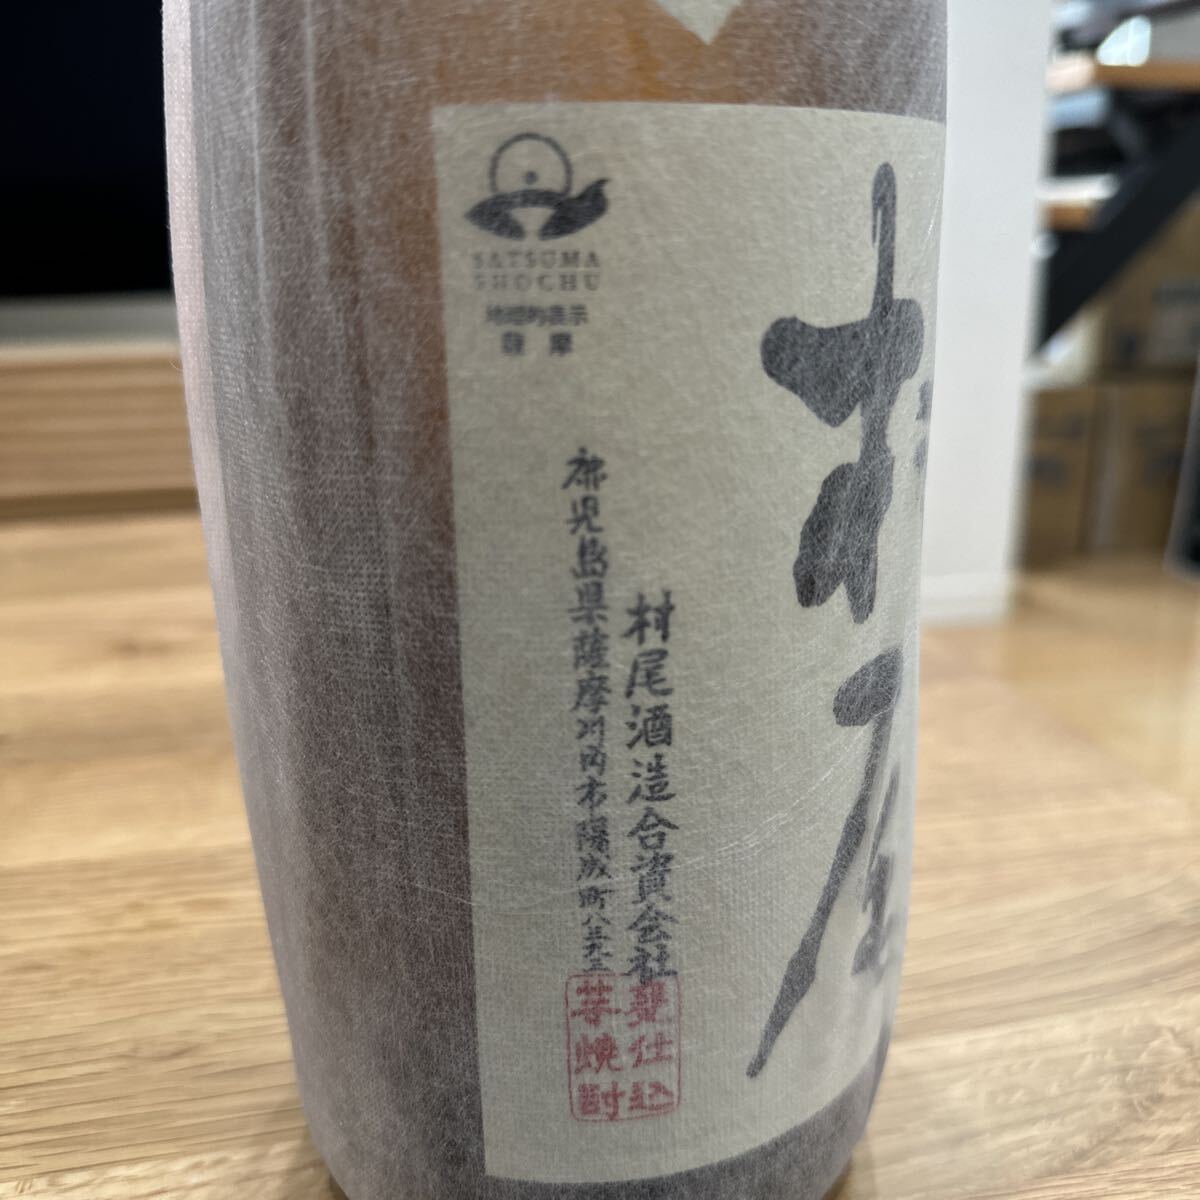 SATSUMA
SHOCHU
地理的表示
薩摩
村尾
村尾酒造合資会社
鹿児島県薩摩川内市陽成町八三九三
甕仕込
芋焼酎